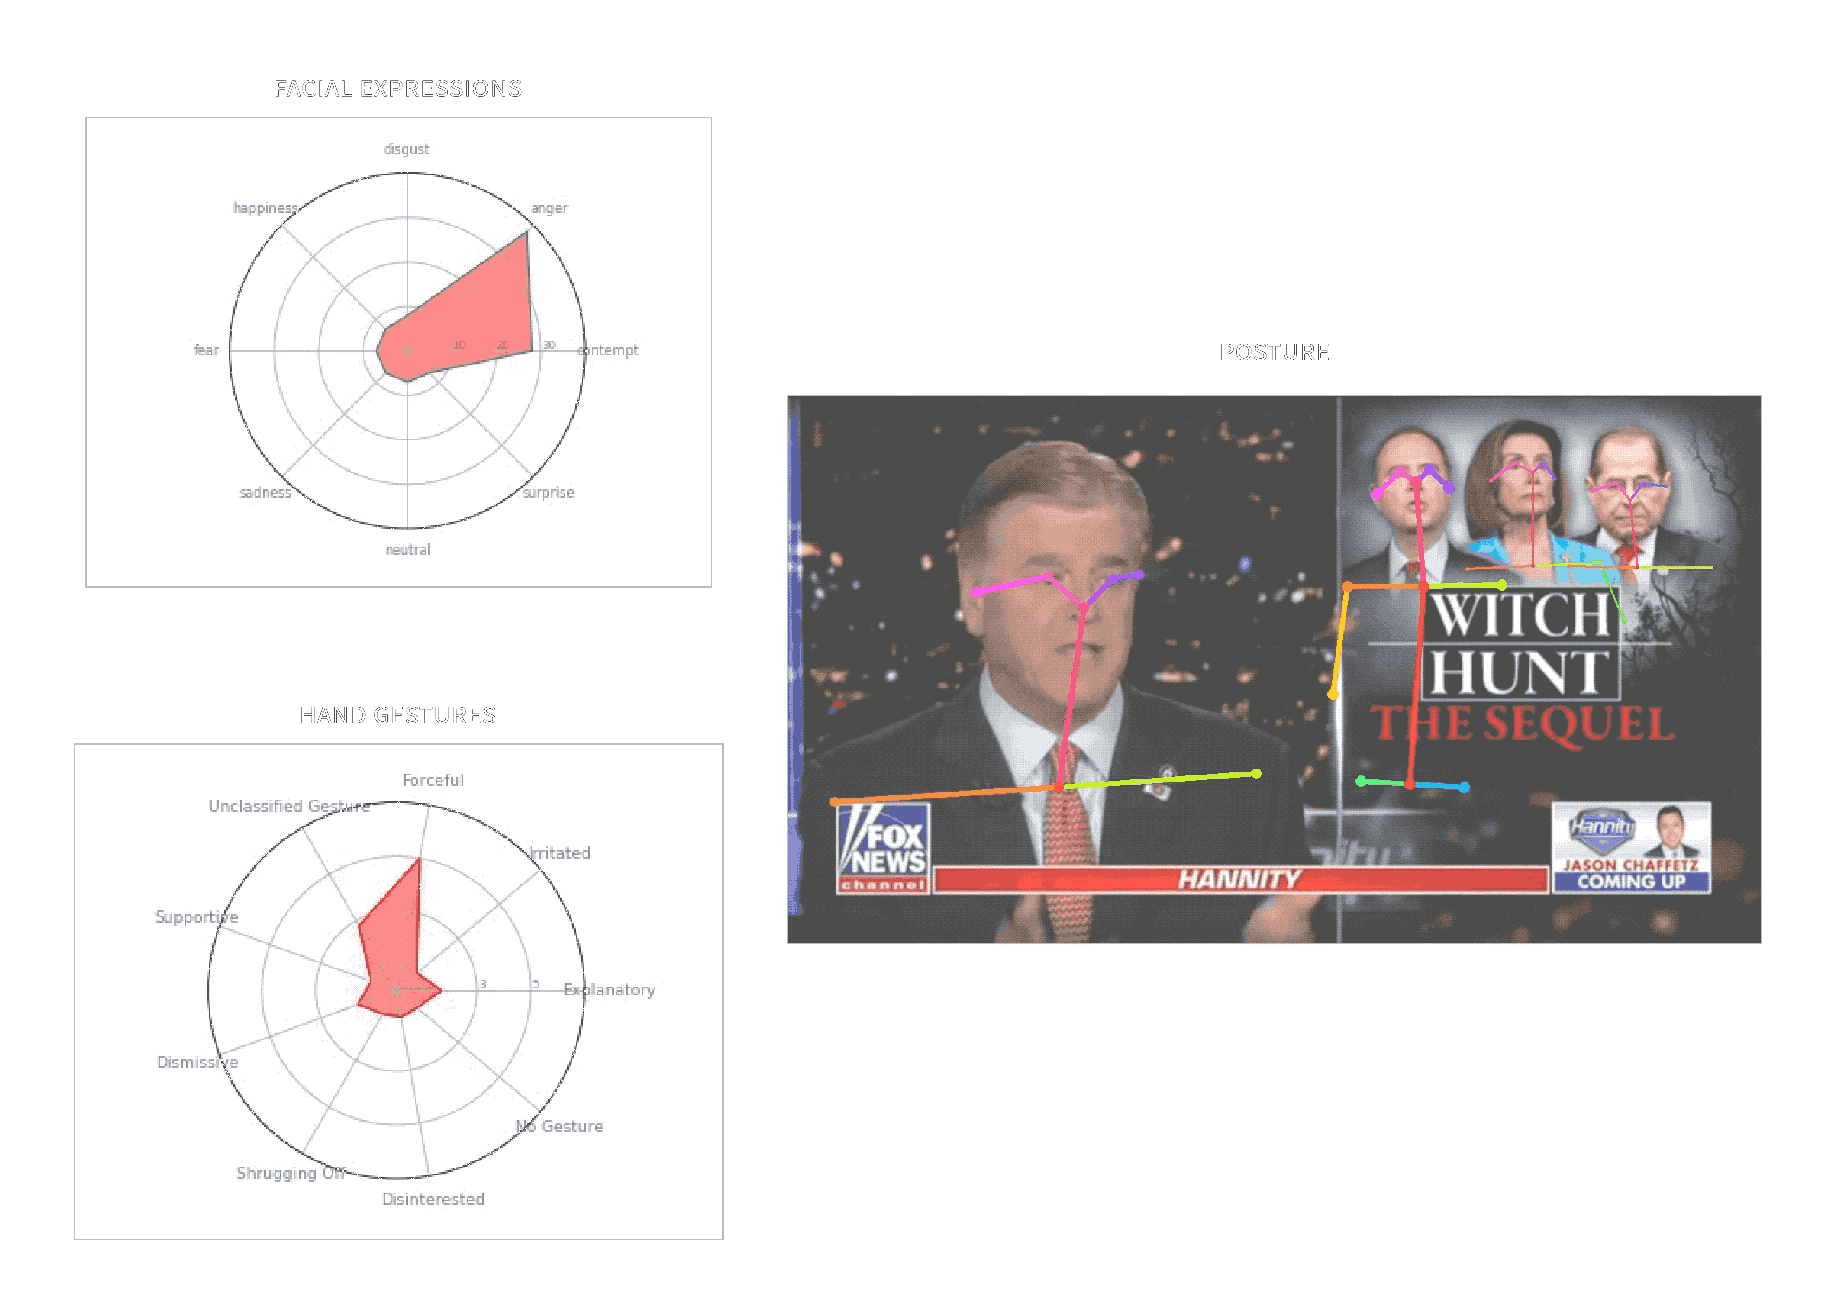 FACIAL EXPRESSIONS
disgust
happiness
anger
fear
10
20
30
contempt
sadness
surprise
neutral
HAND GESTURES
Forceful
Unclassified Gesture
Irritated
Supportive
3
5
Explanatory
Dismissive
No Gesture
Shrugging Off
Disinterested
POSTURE
WITCH
HUNT
THE SEQUEL
FOX
NEWS
channel
HANNITY
Hannity
JASON CHAFFETZ
COMING UP